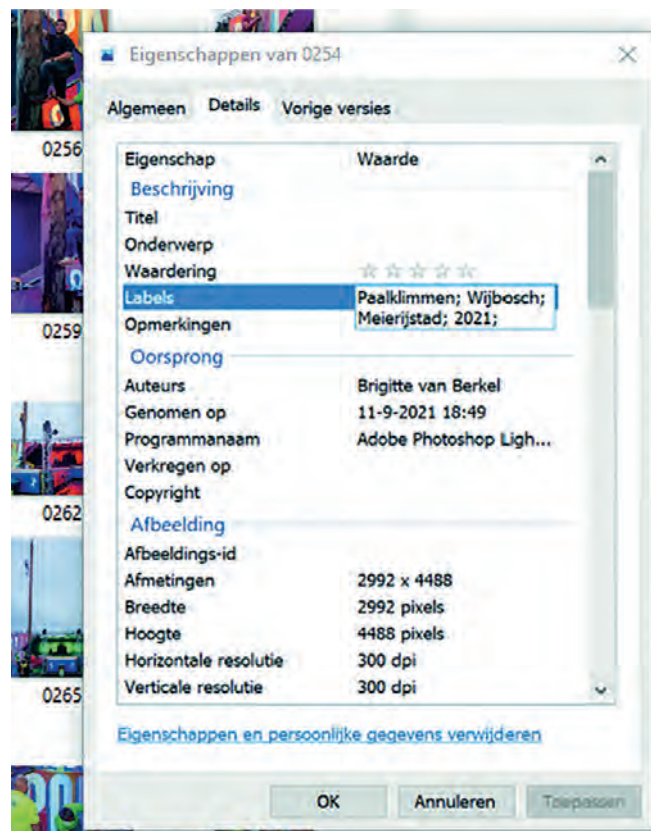 Eigenschappen van 0254
Algemeen Details Vorige versies
0256
0259
0262
0265
Eigenschap Waarde
Beschrijving
Titel
Onderwerp
Waardering
Labels Paalklimmen; Wijbosch;
Meierijstad; 2021;
Opmerkingen
Oorsprong
Auteurs Brigitte van Berkel
Genomen op 11-9-2021 18:49
Programmanaam Adobe Photoshop Ligh...
Verkregen op
Copyright
Afbeelding
Afbeeldings-id
Afmetingen 2992 x 4488
Breedte 2992 pixels
Hoogte 4488 pixels
Horizontale resolutie 300 dpi
Verticale resolutie 300 dpi
Eigenschappen en persoonlijke gegevens verwijderen
OK Annuleren Toepassen